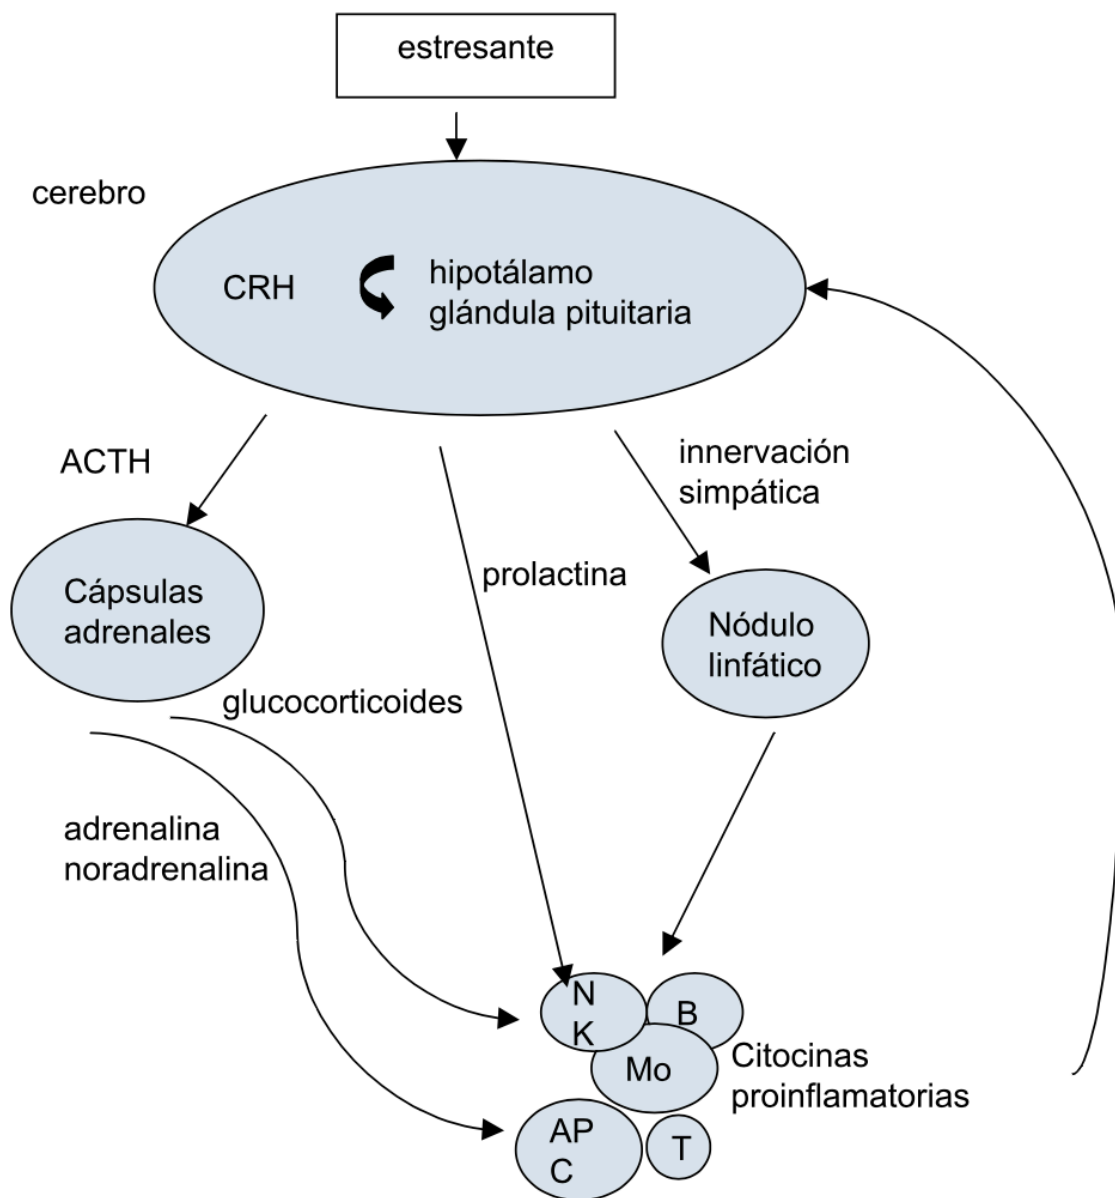 estresante
cerebro
CRH
hipotálamo
glándula pituitaria
ACTH
innervación
simpática
prolactina
Cápsulas
adrenales
Nódulo
linfático
glucocorticoides
adrenalina
noradrenalina
N
K
B
Mo
Citocinas
proinflamatorias
AP
C
T